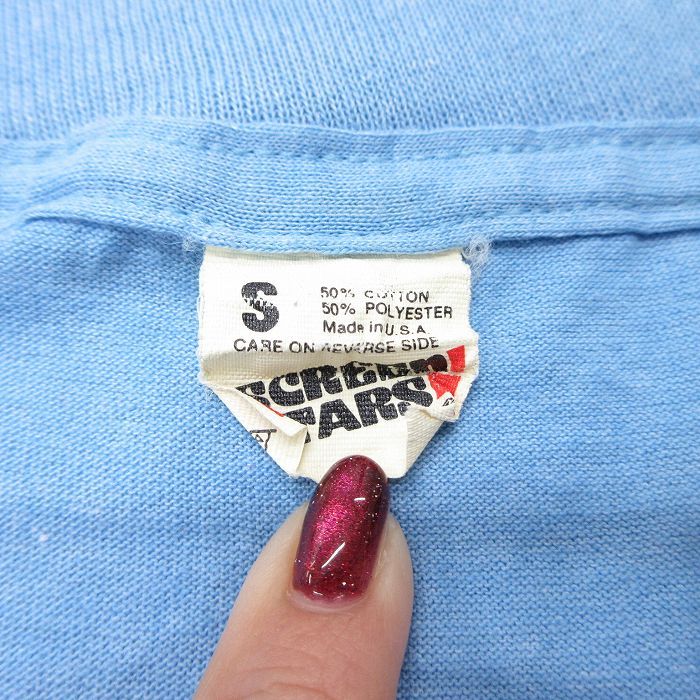 S
50% COTTON
50% POLYESTER
Made in U.S.A.
CARE ON REVERSE SIDE
SCREEN
STARS